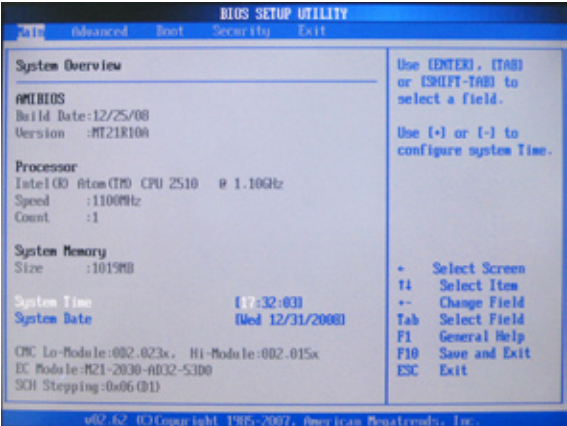 BIOS SETUP UTILITY
Main Advanced Boot Security Exit
System Overview
AMIBIOS
Build Date:12/25/08
Version :MT21R10A
Processor
Intel(R) Atom(TM) CPU Z510 @ 1.10GHz
Speed :1100MHz
Count :1
System Memory
Size :1019MB
System Time [17:32:03]
System Date [Wed 12/31/2008]
CMC Lo-Module:0D2.023x, Hi-Module:0D2.015x
EC Module:M21-2030-AD32-53D0
SCH Stepping:0x06(D1)
Use [ENTER], [TAB]
or [SHIFT-TAB] to
select a field.
Use [+] or [-] to
configure system Time.
Select Screen
↑↓ Select Item
+- Change Field
Tab Select Field
F1 General Help
F10 Save and Exit
ESC Exit
v02.62 (C)Copyright 1985-2007, American Megatrends, Inc.